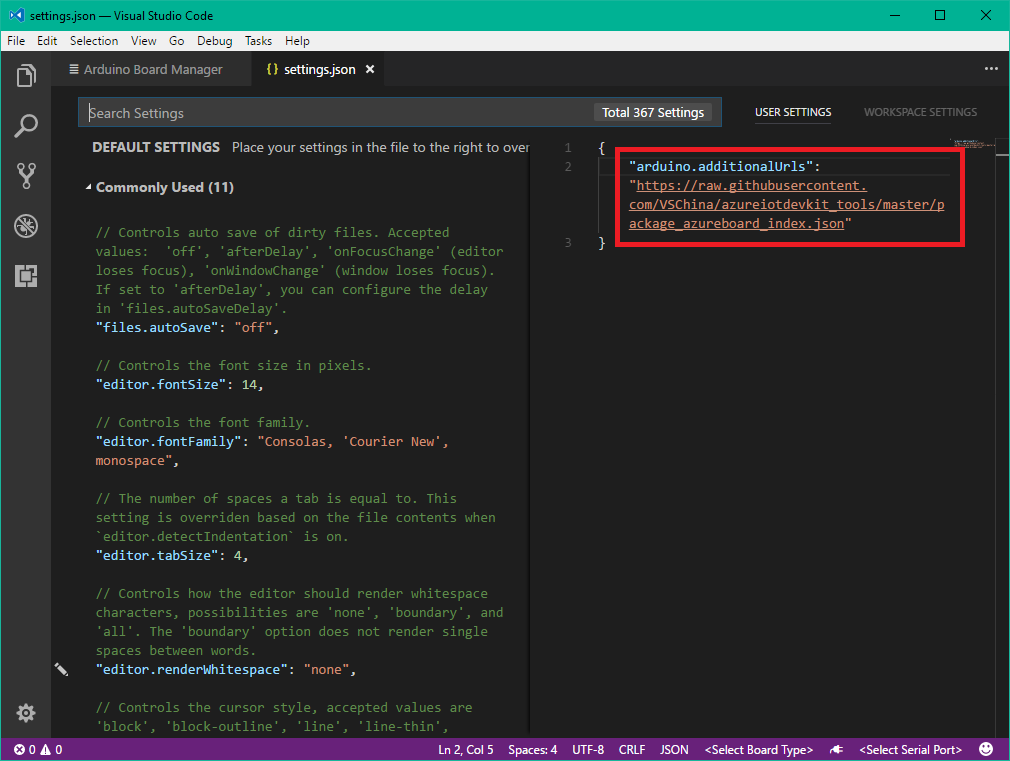 settings.json — Visual Studio Code
File Edit Selection View Go Debug Tasks Help
Arduino Board Manager
{} settings.json
Search Settings
Total 367 Settings
USER SETTINGS
WORKSPACE SETTINGS
DEFAULT SETTINGS Place your settings in the file to the right to over
Commonly Used (11)
// Controls auto save of dirty files. Accepted
values:  'off', 'afterDelay', 'onFocusChange' (editor
loses focus), 'onWindowChange' (window loses focus).
If set to 'afterDelay', you can configure the delay
in 'files.autoSaveDelay'.
"files.autoSave": "off",
// Controls the font size in pixels.
"editor.fontSize": 14,
// Controls the font family.
"editor.fontFamily": "Consolas, 'Courier New',
monospace",
// The number of spaces a tab is equal to. This
setting is overriden based on the file contents when
`editor.detectIndentation` is on.
"editor.tabSize": 4,
// Controls how the editor should render whitespace
characters, possibilities are 'none', 'boundary', and
'all'. The 'boundary' option does not render single
spaces between words.
"editor.renderWhitespace": "none",
// Controls the cursor style, accepted values are
'block', 'block-outline', 'line', 'line-thin',
1 {
2 "arduino.additionalUrls":
"https://raw.githubusercontent.
com/VSChina/azureiotdevkit_tools/master/p
ackage_azureboard_index.json"
3 }
0 0
Ln 2, Col 5 Spaces: 4 UTF-8 CRLF JSON <Select Board Type> <Select Serial Port>